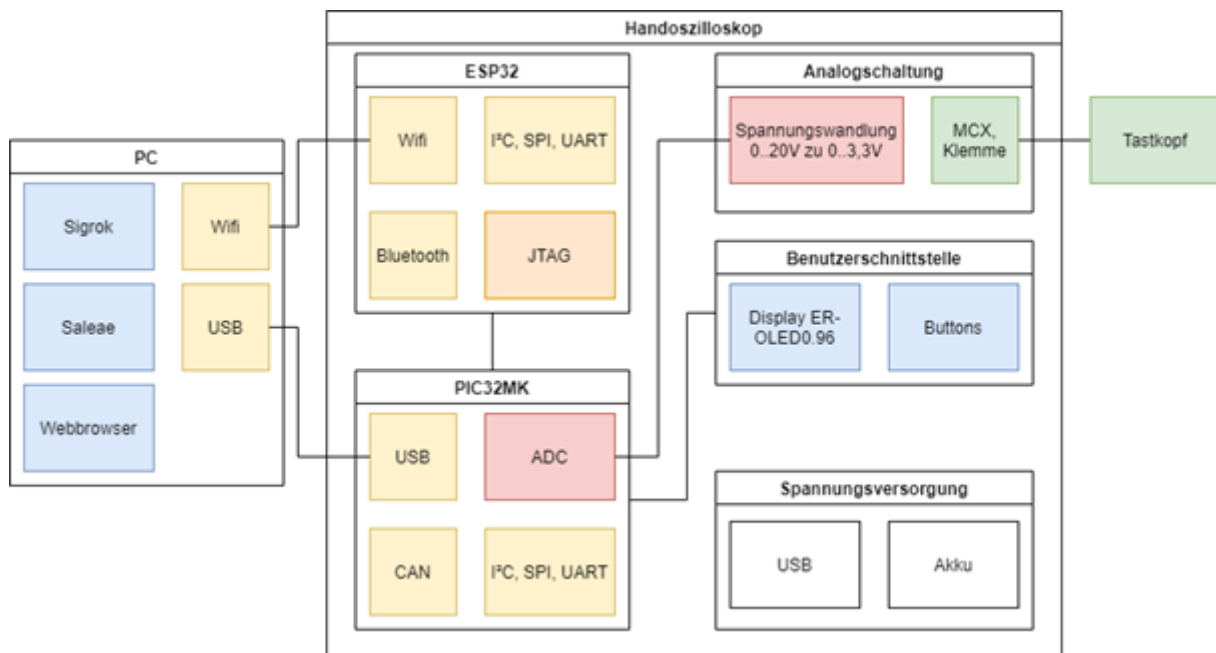 Handoszilloskop
ESP32
Wifi
I²C, SPI, UART
Bluetooth
JTAG
Analogschaltung
Spannungswandlung
0..20V zu 0..3,3V
MCX,
Klemme
Tastkopf
PC
Sigrok
Wifi
Saleae
USB
Webbrowser
Benutzerschnittstelle
Display ER-
OLED0.96
Buttons
PIC32MK
USB
ADC
CAN
I²C, SPI, UART
Spannungsversorgung
USB
Akku